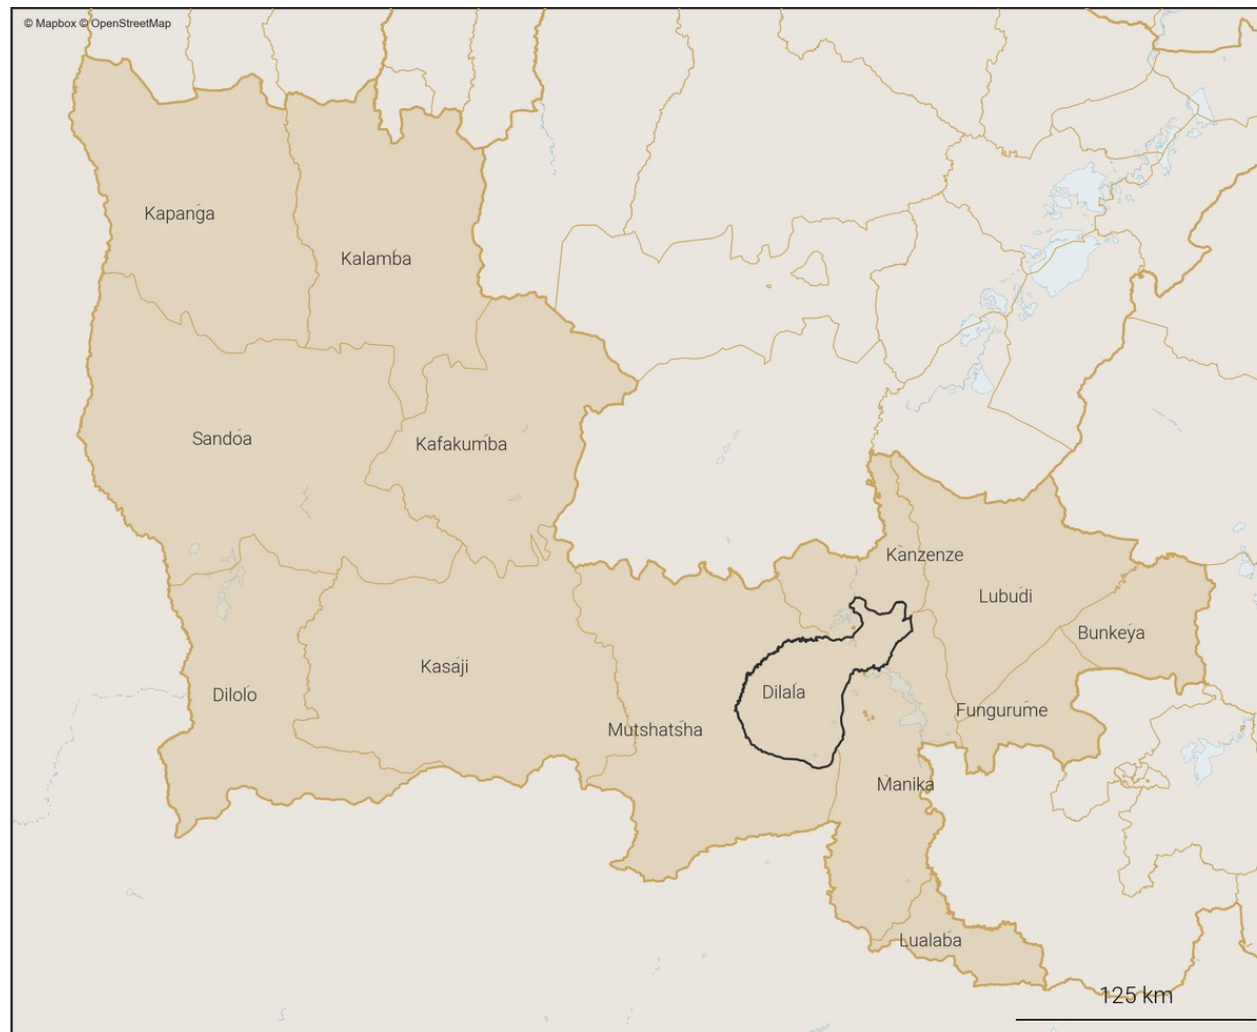 © Mapbox © OpenStreetMap
Kapanga
Kalamba
Sandoa
Kafakumba
Kanzenze
Lubudi
Bunkeya
Kasaji
Dilolo
Dilala
Fungurume
Mutshatsha
Manika
Lualaba
125 km